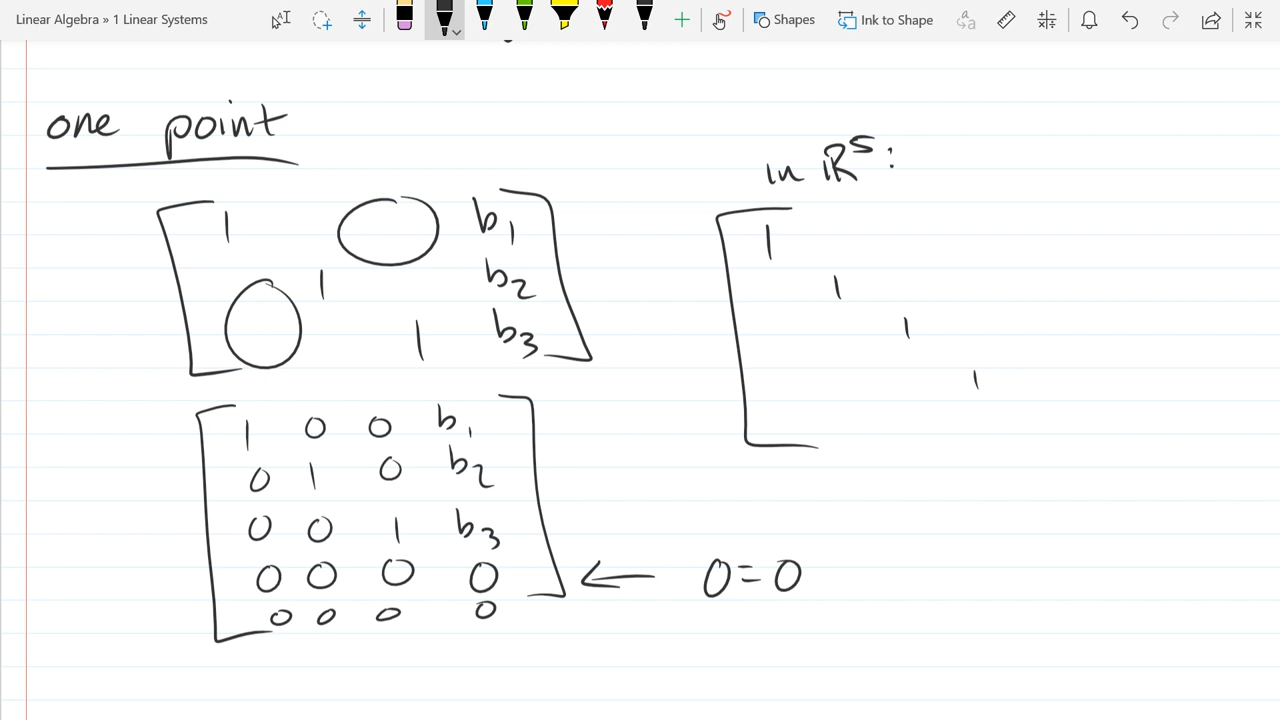 Linear Algebra » 1 Linear Systems
Shapes
Ink to Shape
one point
1 0 b1
1 b2
0 1 b3
in ℝ⁵:
1
1
1
1
1 0 0 b1
0 1 0 b2
0 0 1 b3
0 0 0 0 ← 0=0
0 0 0 0